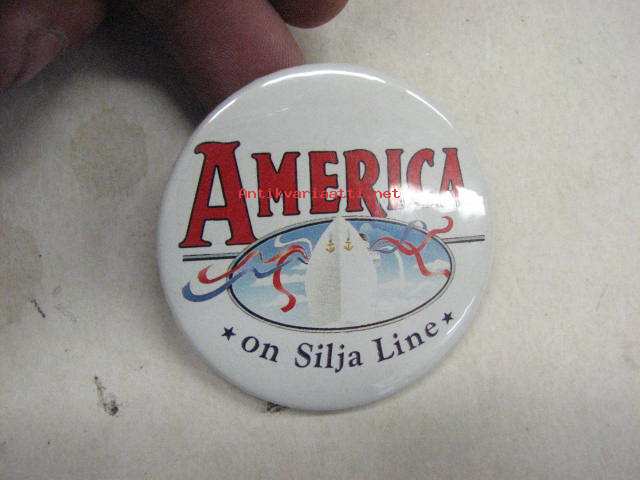 AMERICA
Antikvariaatti.net
★ on Silja Line ★